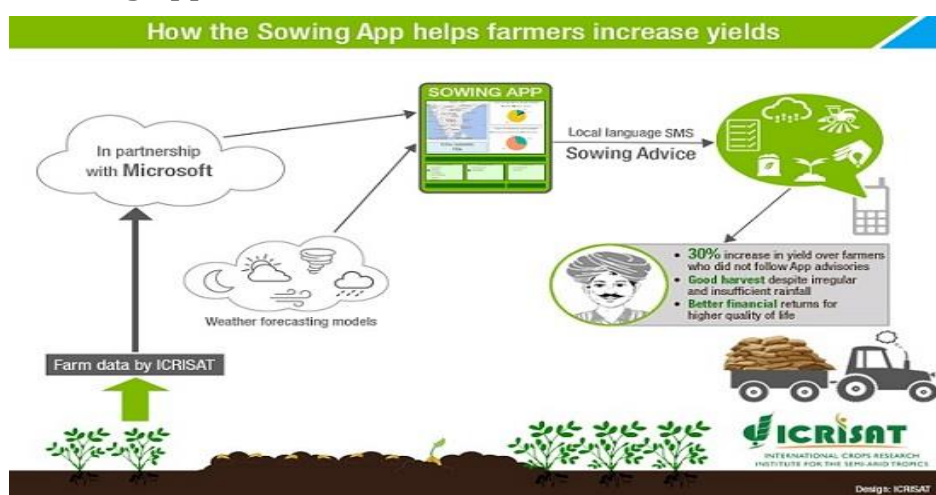 How the Sowing App helps farmers increase yields
SOWING APP
In partnership
with Microsoft
Local language SMS
Sowing Advice
Weather forecasting models
• 30% increase in yield over farmers
who did not follow App advisories
• Good harvest despite irregular
and insufficient rainfall
• Better financial returns for
higher quality of life
Farm data by ICRISAT
ICRISAT
INTERNATIONAL CROPS RESEARCH
INSTITUTE FOR THE SEMI-ARID TROPICS
Design: ICRISAT